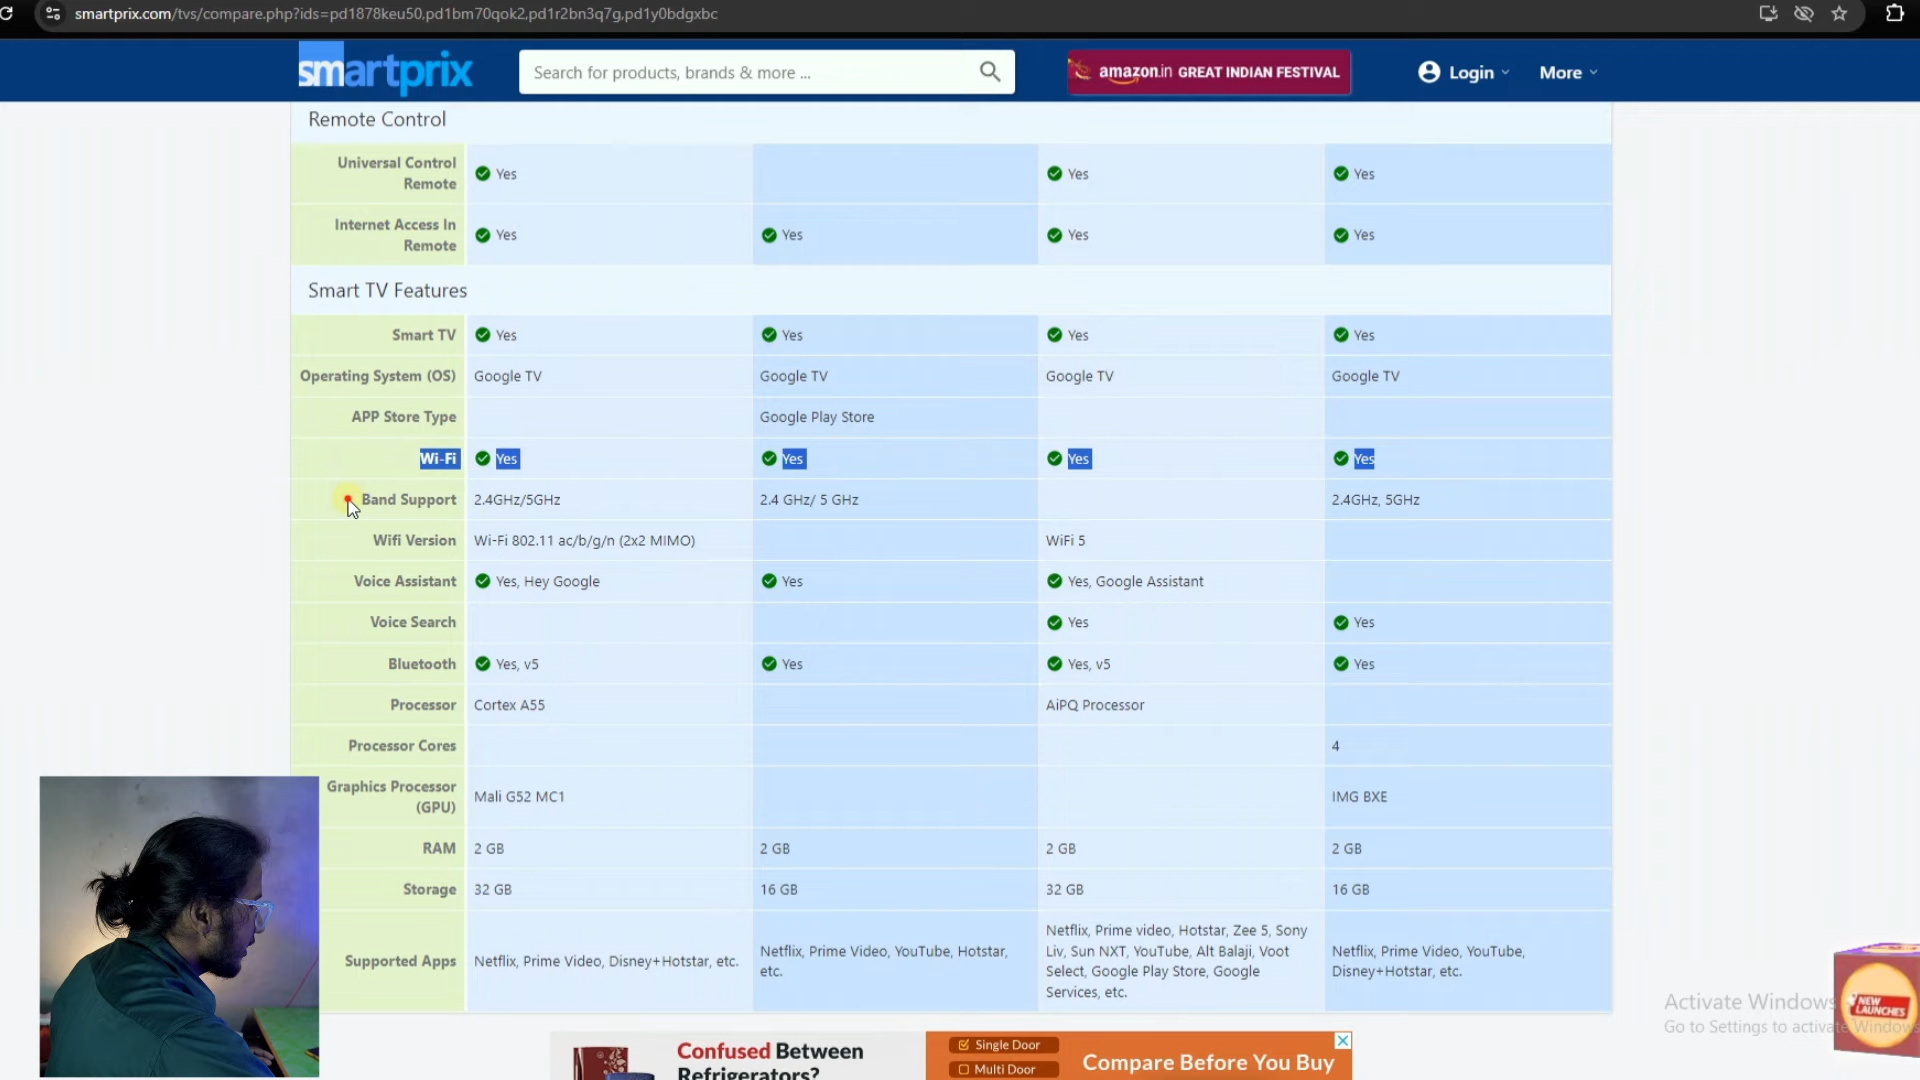 smartprix.com/tvs/compare.php?ids=pd1878keu50,pd1bm70qok2,pd1r2bn3q7g,pd1y0bdgxbc
smartprix
Search for products, brands & more ...
amazon.in GREAT INDIAN FESTIVAL
Login
More
Remote Control
Universal Control Remote Yes Yes Yes
Internet Access In Remote Yes Yes Yes Yes
Smart TV Features
Smart TV Yes Yes Yes Yes
Operating System (OS) Google TV Google TV Google TV Google TV
APP Store Type Google Play Store
Wi-Fi Yes Yes Yes Yes
Band Support 2.4GHz/5GHz 2.4 GHz/ 5 GHz 2.4GHz, 5GHz
Wifi Version Wi-Fi 802.11 ac/b/g/n (2x2 MIMO) WiFi 5
Voice Assistant Yes, Hey Google Yes Yes, Google Assistant
Voice Search Yes Yes
Bluetooth Yes, v5 Yes Yes, v5 Yes
Processor Cortex A55 AiPQ Processor
Processor Cores 4
Graphics Processor (GPU) Mali G52 MC1 IMG BXE
RAM 2 GB 2 GB 2 GB 2 GB
Storage 32 GB 16 GB 32 GB 16 GB
Supported Apps
Netflix, Prime Video, Disney+Hotstar, etc.
Netflix, Prime Video, YouTube, Hotstar,
etc.
Netflix, Prime video, Hotstar, Zee 5, Sony
Liv, Sun NXT, YouTube, Alt Balaji, Voot
Select, Google Play Store, Google
Services, etc.
Netflix, Prime Video, YouTube,
Disney+Hotstar, etc.
Activate Windows
Go to Settings to activate Windows
NEW
LAUNCHES
Confused Between
Refrigerators?
Single Door
Multi Door
Compare Before You Buy